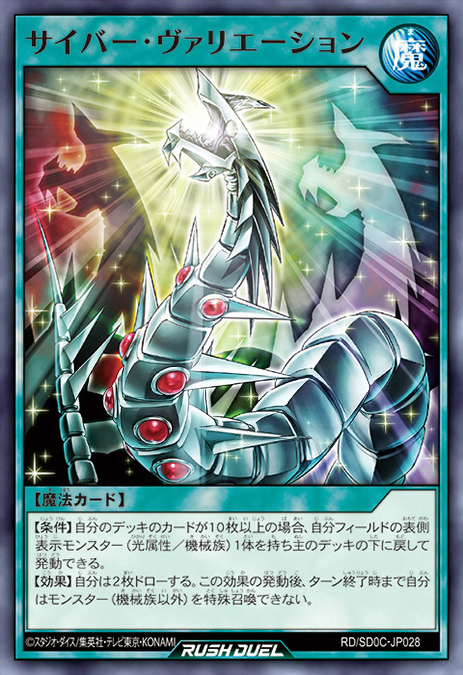 サイバー・ヴァリエーション
魔
【魔法カード】
【条件】自分のデッキのカードが10枚以上の場合、自分フィールドの表側
表示モンスター（光属性／機械族）1体を持ち主のデッキの下に戻して
発動できる。
【効果】自分は2枚ドローする。この効果の発動後、ターン終了時まで自分
はモンスター（機械族以外）を特殊召喚できない。
©スタジオ・ダイス/集英社・テレビ東京・KONAMI
RUSH DUEL
RD/SD0C-JP028